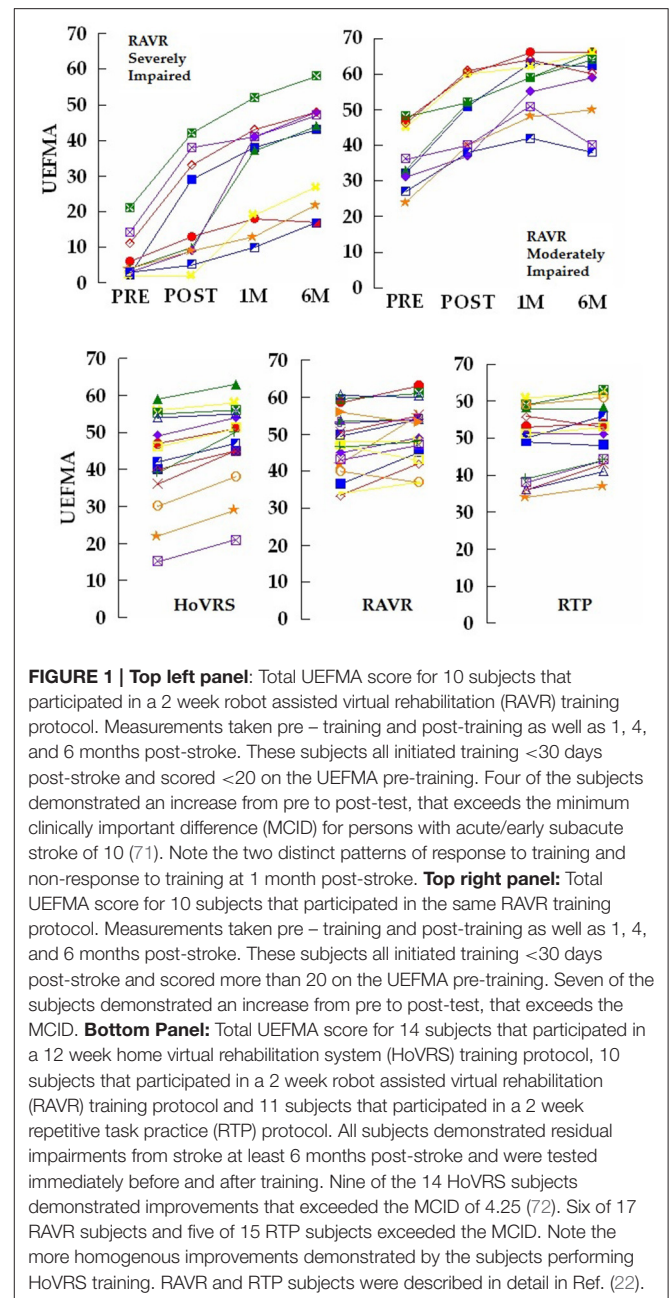 RAVR
Severely
Impaired
UEFMA
70
60
50
40
30
20
10
0
PRE POST 1M 6M
70
60
50
40
30
20
10
0
RAVR
Moderately
Impaired
PRE POST 1M 6M
UEFMA
70
60
50
40
30
20
10
0
HoVRS
70
60
50
40
30
20
10
0
RAVR
70
60
50
40
30
20
10
0
RTP
FIGURE 1 | Top left panel: Total UEFMA score for 10 subjects that
participated in a 2 week robot assisted virtual rehabilitation (RAVR) training
protocol. Measurements taken pre – training and post-training as well as 1, 4,
and 6 months post-stroke. These subjects all initiated training <30 days
post-stroke and scored <20 on the UEFMA pre-training. Four of the subjects
demonstrated an increase from pre to post-test, that exceeds the minimum
clinically important difference (MCID) for persons with acute/early subacute
stroke of 10 (71). Note the two distinct patterns of response to training and
non-response to training at 1 month post-stroke. Top right panel: Total
UEFMA score for 10 subjects that participated in the same RAVR training
protocol. Measurements taken pre – training and post-training as well as 1, 4,
and 6 months post-stroke. These subjects all initiated training <30 days
post-stroke and scored more than 20 on the UEFMA pre-training. Seven of the
subjects demonstrated an increase from pre to post-test, that exceeds the
MCID. Bottom Panel: Total UEFMA score for 14 subjects that participated in
a 12 week home virtual rehabilitation system (HoVRS) training protocol, 10
subjects that participated in a 2 week robot assisted virtual rehabilitation
(RAVR) training protocol and 11 subjects that participated in a 2 week
repetitive task practice (RTP) protocol. All subjects demonstrated residual
impairments from stroke at least 6 months post-stroke and were tested
immediately before and after training. Nine of the 14 HoVRS subjects
demonstrated improvements that exceeded the MCID of 4.25 (72). Six of 17
RAVR subjects and five of 15 RTP subjects exceeded the MCID. Note the
more homogenous improvements demonstrated by the subjects performing
HoVRS training. RAVR and RTP subjects were described in detail in Ref. (22).